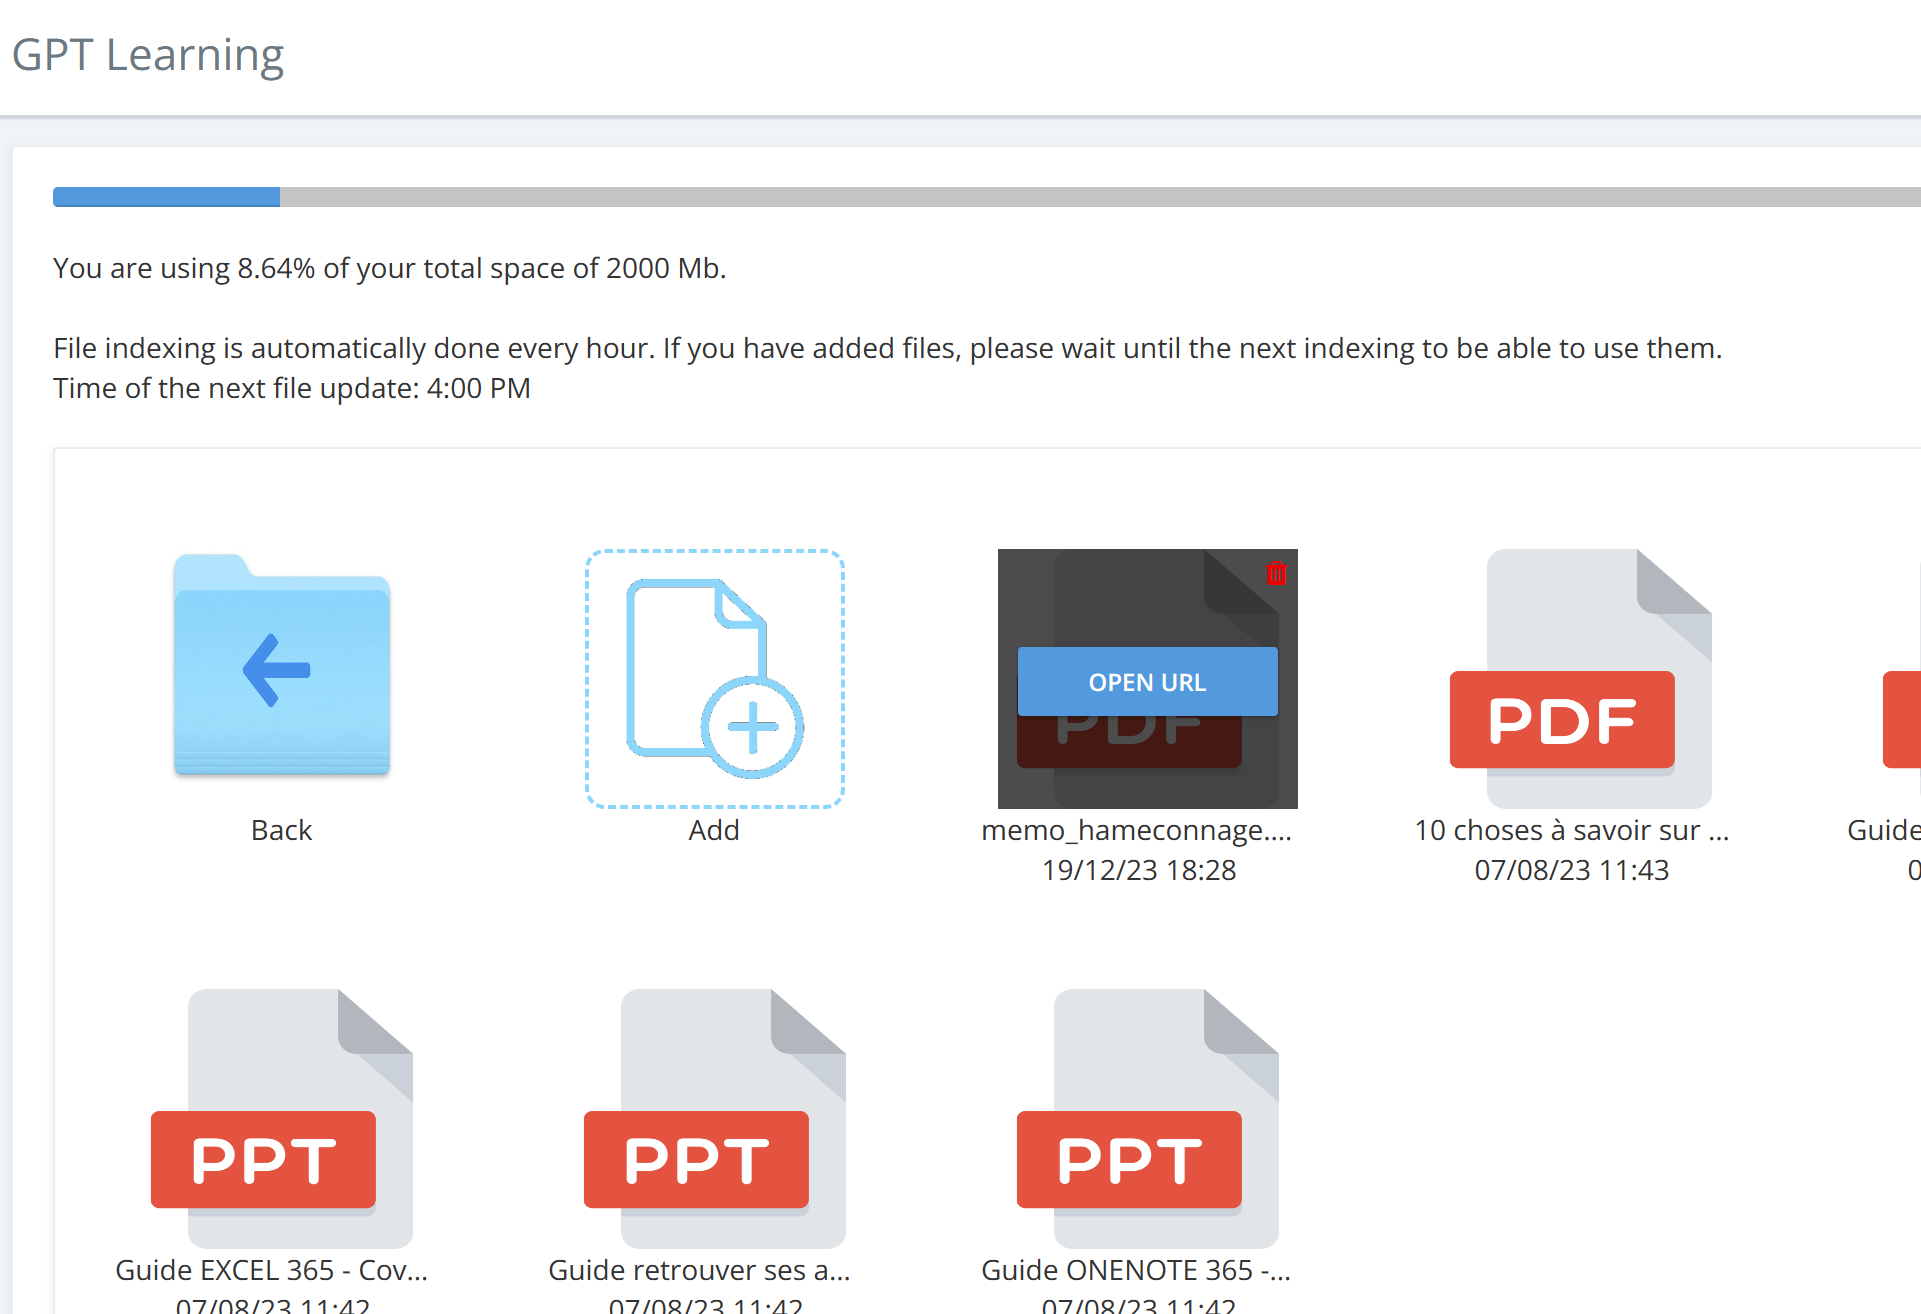 GPT Learning
You are using 8.64% of your total space of 2000 Mb.
File indexing is automatically done every hour. If you have added files, please wait until the next indexing to be able to use them.
Time of the next file update: 4:00 PM
OPEN URL
PDF
PDF
Back
Add
memo_hameconnage....
10 choses à savoir sur ...
Guide
19/12/23 18:28
07/08/23 11:43
0
PPT
PPT
PPT
Guide EXCEL 365 - Cov...
Guide retrouver ses a...
Guide ONENOTE 365 -...
07/08/23 11:42
07/08/23 11:42
07/08/23 11:42